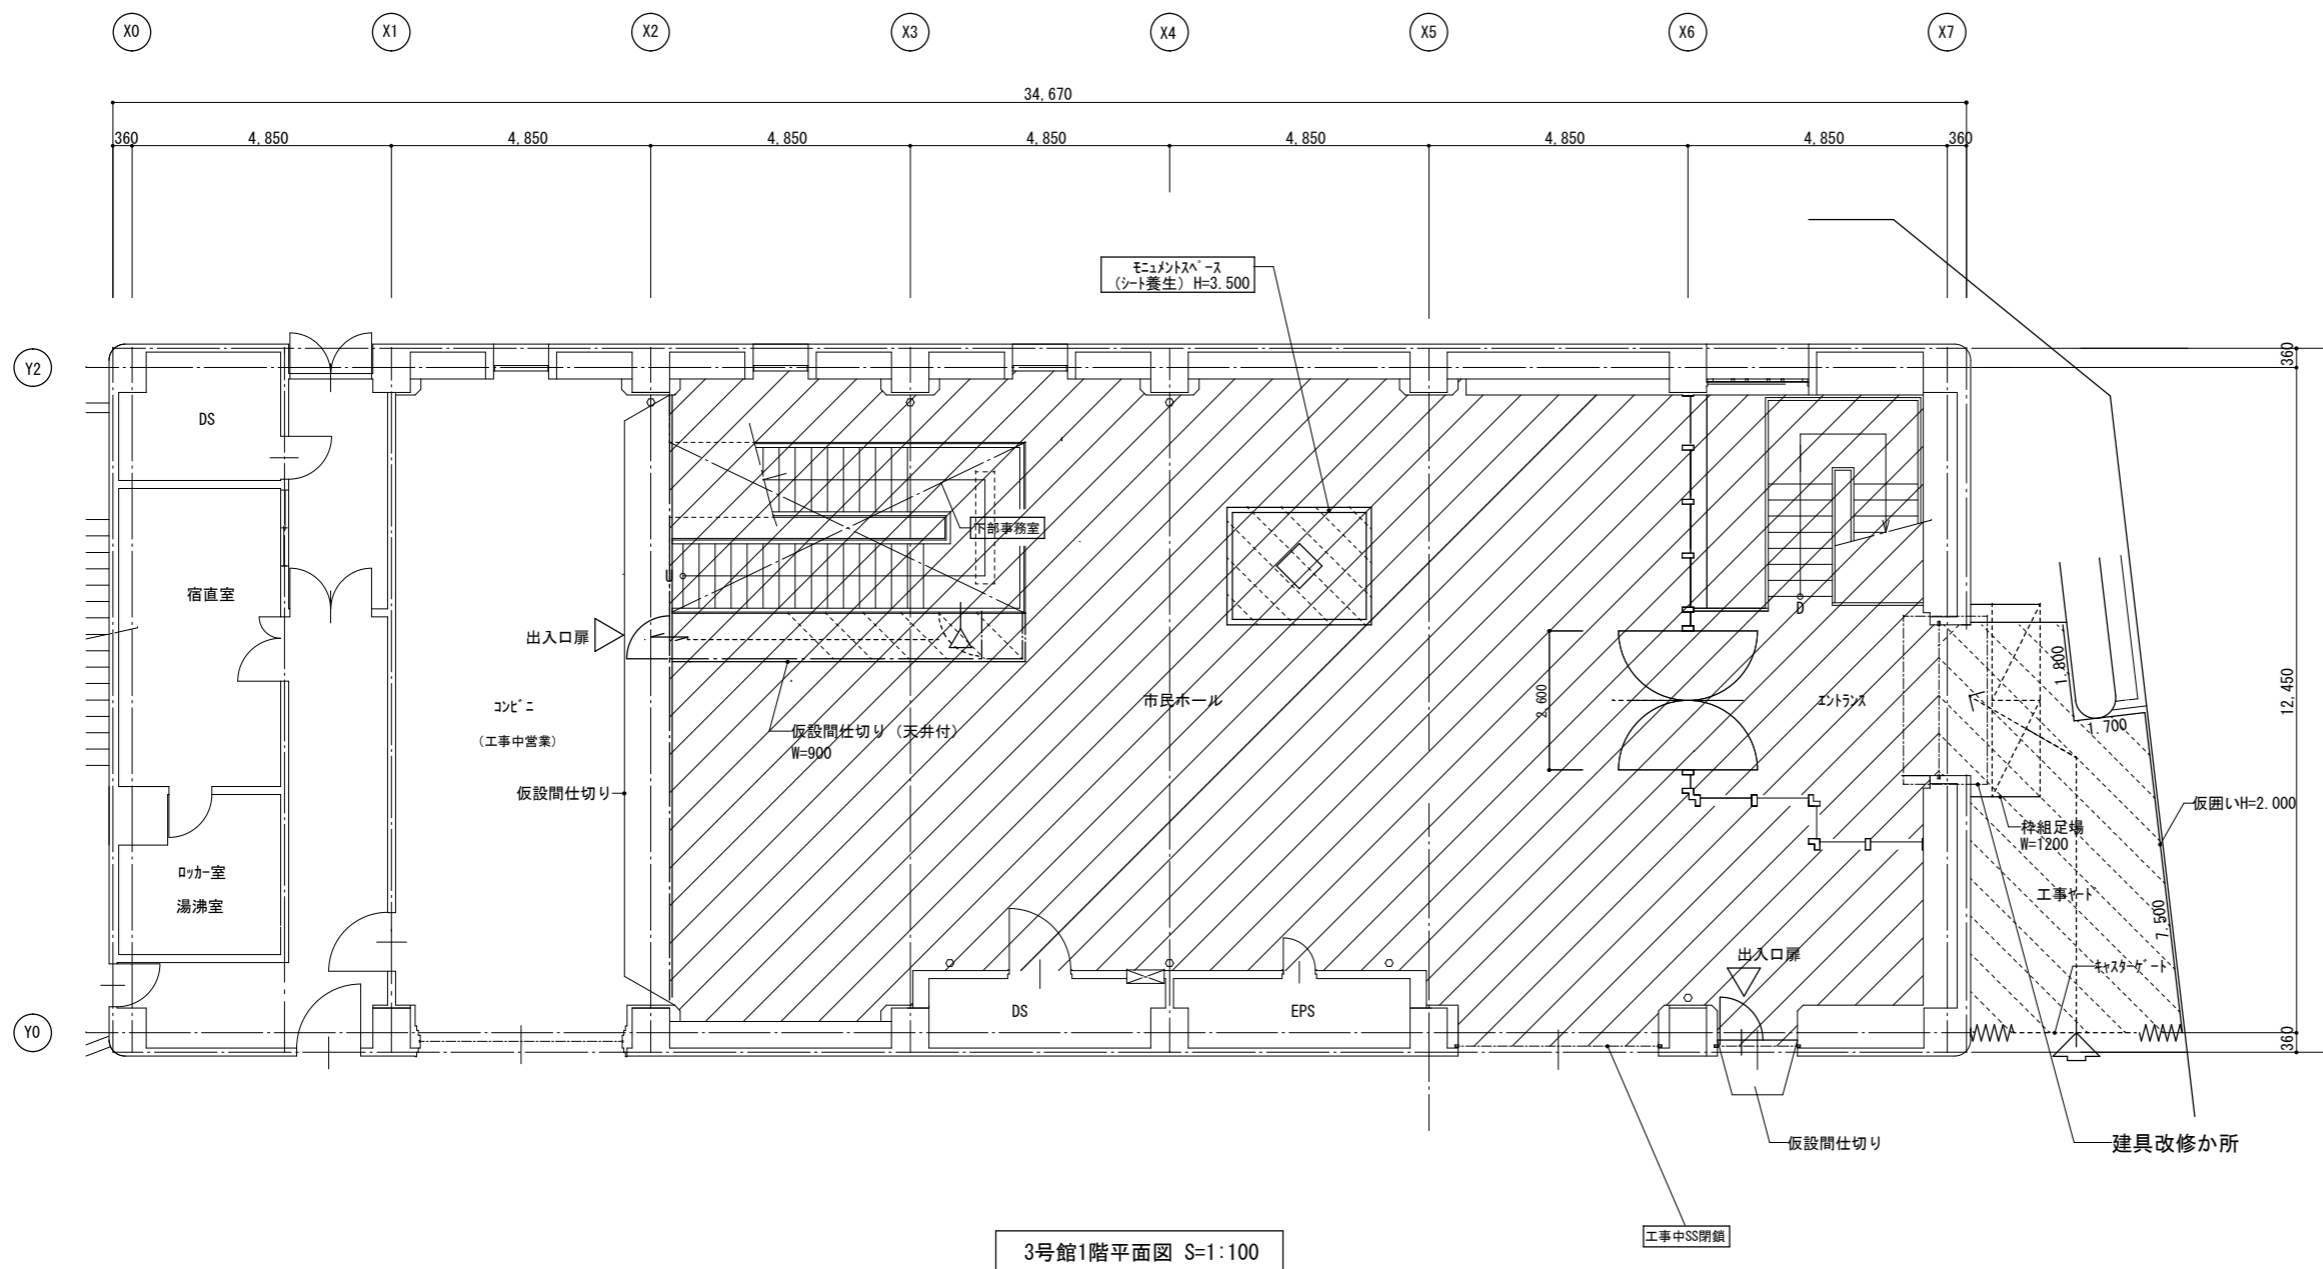 X0
X1
X2
X3
X4
X5
X6
X7
34,670
360
4,850
4,850
4,850
4,850
4,850
4,850
4,850
360
モニュメントスペース
(シート養生) H=3.500
Y2
360
DS
下部事務室
宿直室
U
D
出入口扉
1.800
2,600
市民ホール
エントランス
12,450
コンビニ
(工事中営業)
仮設間仕切り (天井付)
W=900
1.700
仮設間仕切り
仮囲いH=2.000
枠組足場
W=1200
ロッカー室
湯沸室
工事ヤード
7.500
出入口扉
キャスターゲート
DS
EPS
Y0
360
仮設間仕切り
建具改修か所
工事中SS閉鎖
3号館1階平面図 S=1:100